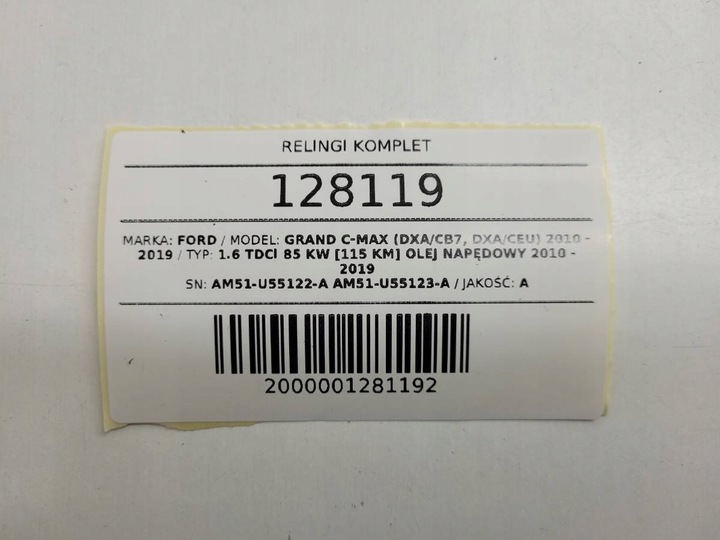 RELINGI KOMPLET
128119
MARKA: FORD / MODEL: GRAND C-MAX (DXA/CB7, DXA/CEU) 2010 -
2019 / TYP: 1.6 TDCI 85 KW [115 KM] OLEJ NAPĘDOWY 2010 -
2019
SN: AM51-U55122-A AM51-U55123-A / JAKOŚĆ: A
2000001281192